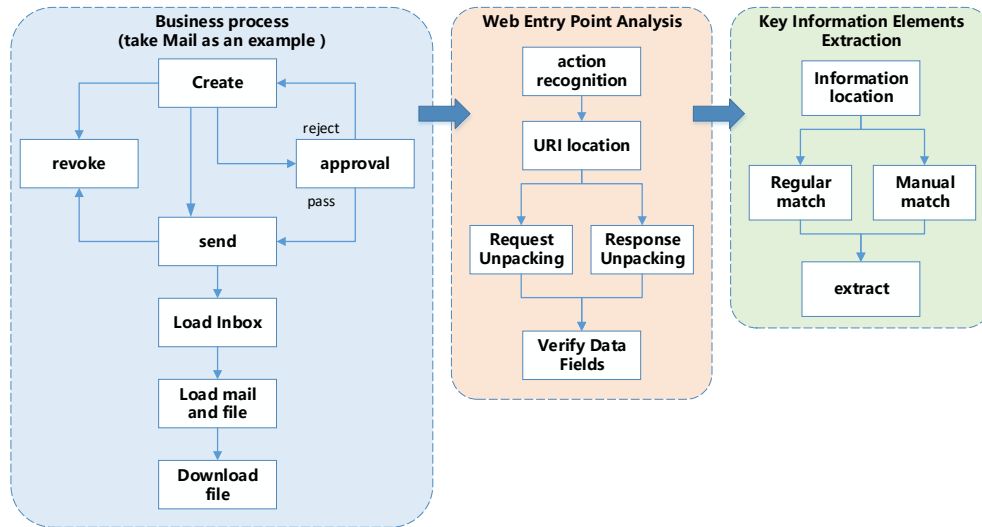 Business process
(take Mail as an example )
Create
reject
revoke
approval
pass
send
Load Inbox
Load mail
and file
Download
file
Web Entry Point Analysis
action
recognition
URI location
Request
Unpacking
Response
Unpacking
Verify Data
Fields
Key Information Elements
Extraction
Information
location
Regular
match
Manual
match
extract